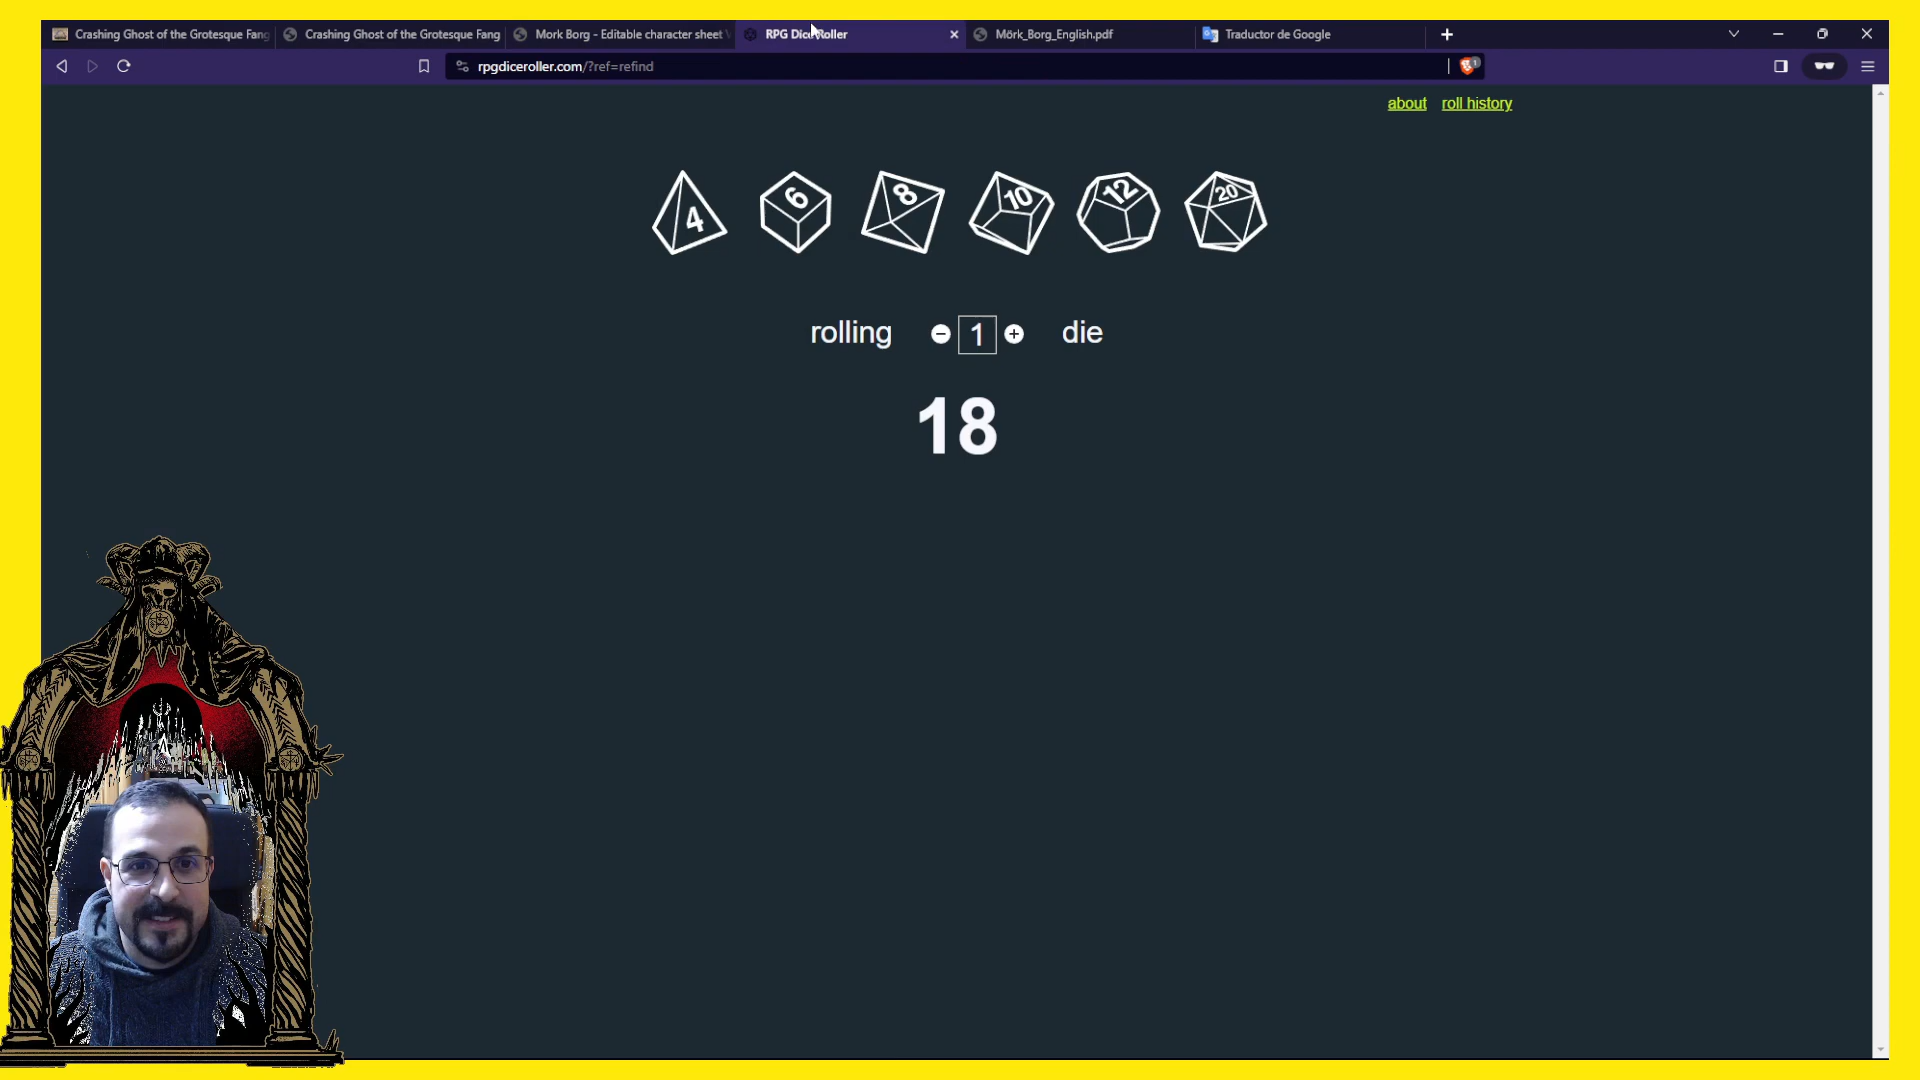 Crashing Ghost of the Grotesque Fang
Crashing Ghost of the Grotesque Fang
Mork Borg - Editable character sheet
RPG Dice Roller
Mörk_Borg_English.pdf
Traductor de Google
rpgdiceroller.com/?ref=refind
1
about
roll history
4
6
8
10
12
20
rolling
1
die
18